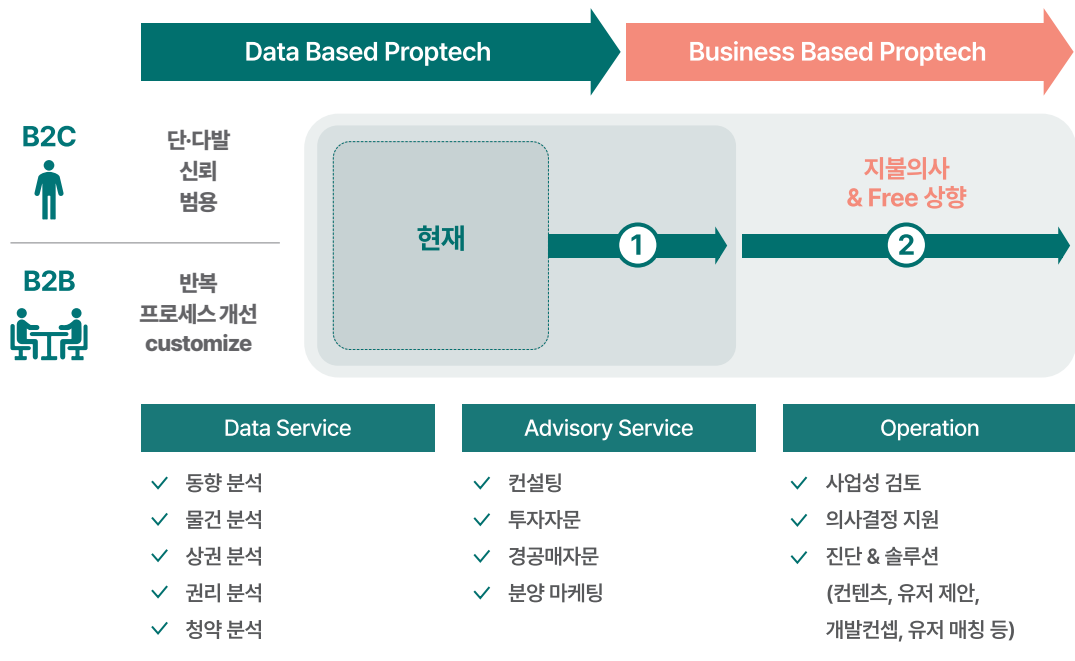 Data Based Proptech
Business Based Proptech
B2C
단·다발
신뢰
범용
B2B
반복
프로세스 개선
customize
현재
1
지불의사
& Free 상향
2
Data Service
동향 분석
물건 분석
상권 분석
권리 분석
청약 분석
Advisory Service
컨설팅
투자자문
경공매자문
분양 마케팅
Operation
사업성 검토
의사결정 지원
진단 & 솔루션
(컨텐츠, 유저 제안,
개발컨셉, 유저 매칭 등)